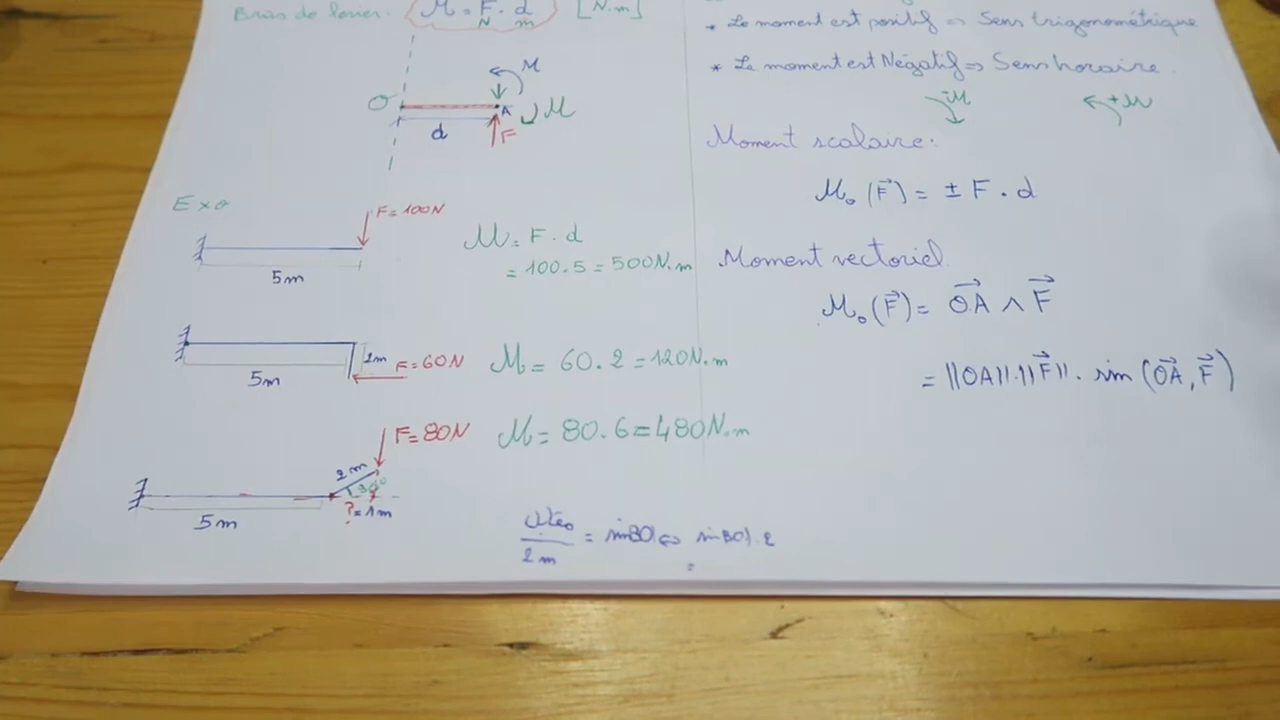 Bras de levier. M = F . d [N.m]
N m
M
O A M
d F
Exo
F=100N
5m
M = F . d
= 100.5 = 500N.m
2m
F=60N
5m
M = 60.2 = 120N.m
F=80N
2m
30°
5m
?=1m
M = 80.6=480N.m
= sin30
2m
* Le moment est positif => Sens trigonométrique
* Le moment est Négatif => Sens horaire.
-M +M
Moment scalaire.
M₀ (F⃗) = ± F . d
Moment vectoriel.
M₀ (F⃗) = OA⃗ ∧ F⃗
= ||OA||.||F⃗|| . sin (OA⃗, F⃗)